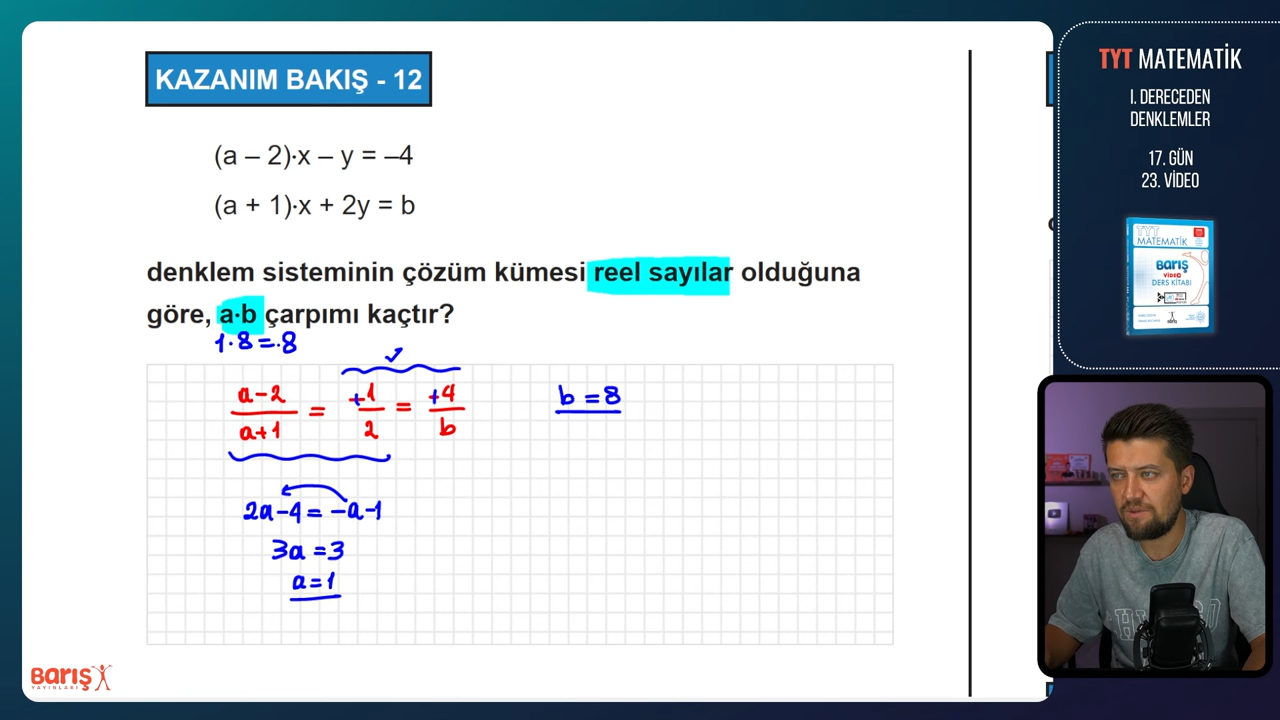 KAZANIM BAKIŞ - 12
(a – 2)·x – y = –4
(a + 1)·x + 2y = b
denklem sisteminin çözüm kümesi reel sayılar olduğuna
göre, a·b çarpımı kaçtır?
1·8=·8
a-2/a+1 = +1/2 = +4/b
b = 8
2a-4=-a-1
3a=3
a=1
BARIŞ
YAYINLARI
TYT MATEMATİK
I. DERECEDEN
DENKLEMLER
17. GÜN
23. VİDEO
TYT
MATEMATİK
BARIŞ
VİDEO
DERS KİTABI